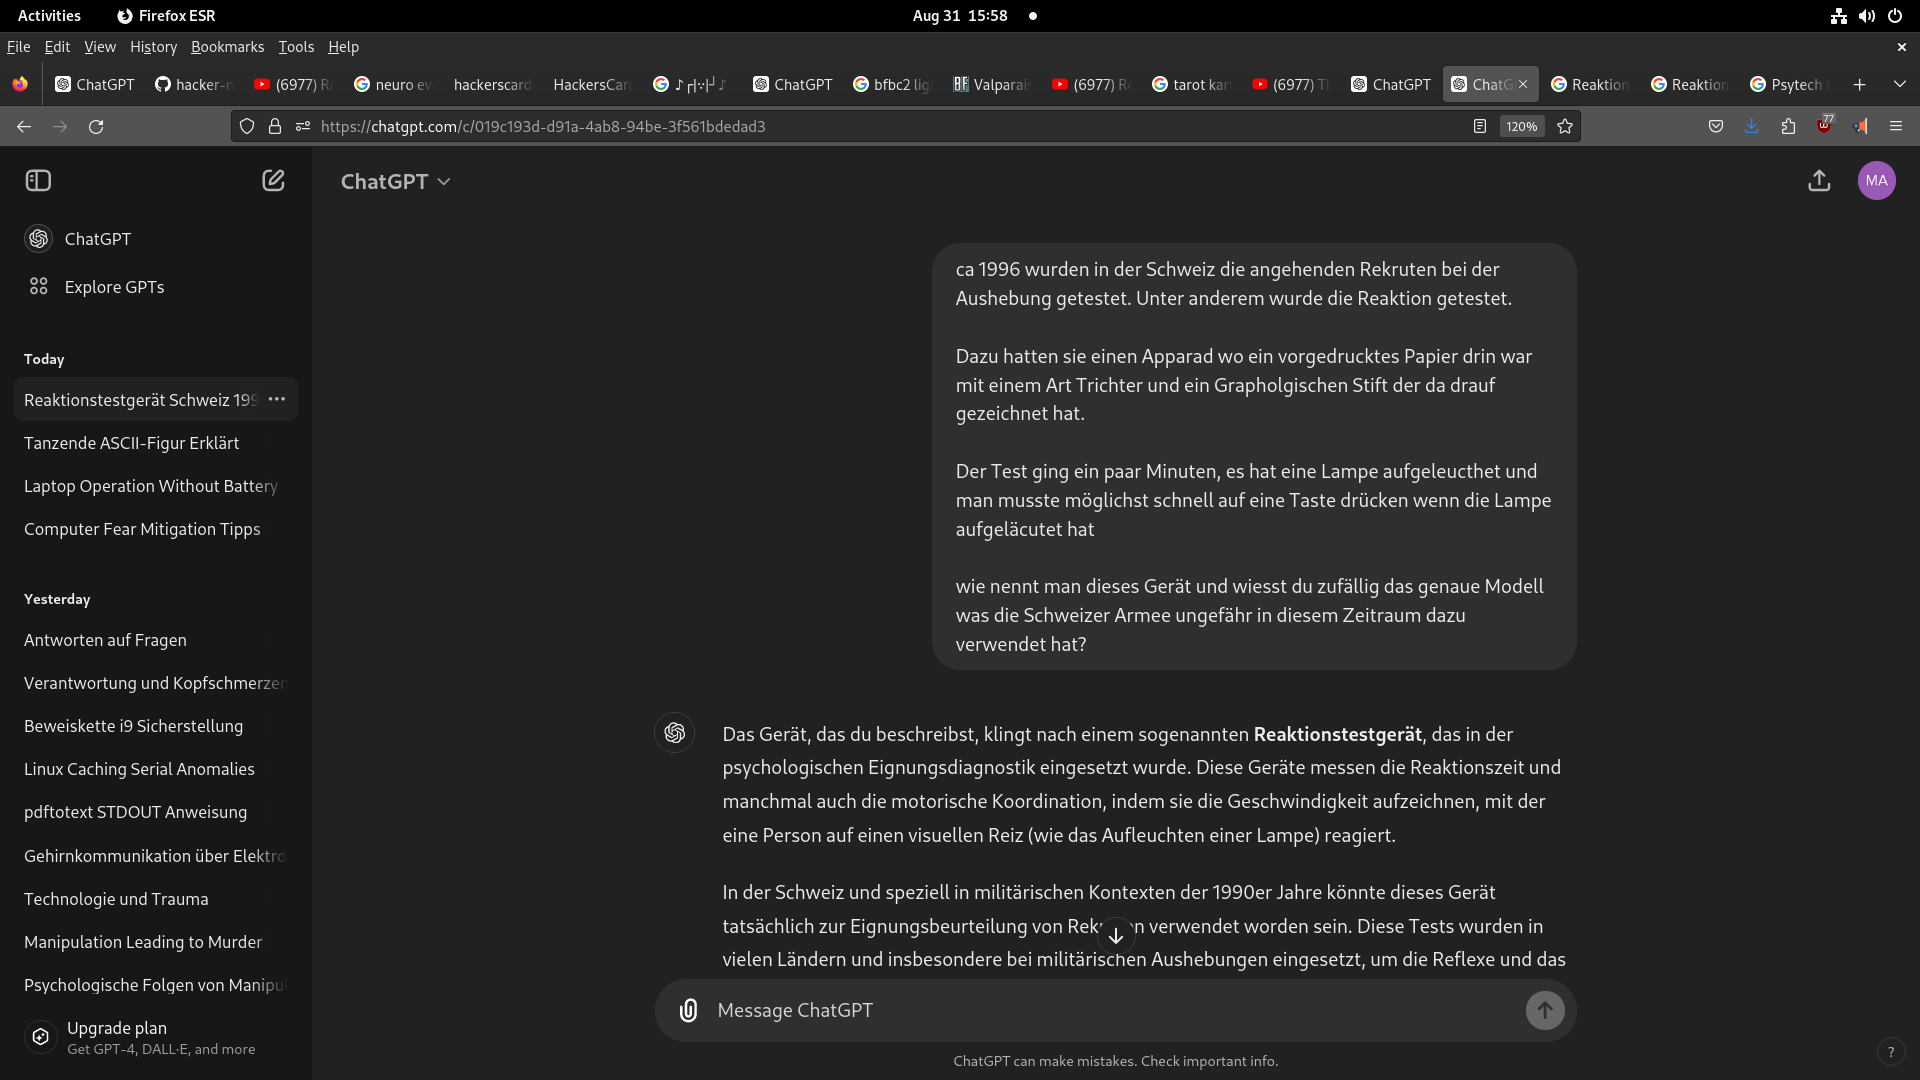 Activities
Firefox ESR
Aug 31 15:58
File Edit View History Bookmarks Tools Help
ChatGPT
hacker-n
(6977) R
neuro ev
hackerscard
HackersCar
ChatGPT
bfbc2 lig
Valparais
(6977) R
tarot kar
(6977) T
ChatGPT
ChatG
Reaktion
Reaktion
Psytech
https://chatgpt.com/c/019c193d-d91a-4ab8-94be-3f561bdedad3
120%
77
ChatGPT
MA
ChatGPT
Explore GPTs
Today
Reaktionstestgerät Schweiz 199
Tanzende ASCII-Figur Erklärt
Laptop Operation Without Battery
Computer Fear Mitigation Tipps
Yesterday
Antworten auf Fragen
Verantwortung und Kopfschmerzen
Beweiskette i9 Sicherstellung
Linux Caching Serial Anomalies
pdftotext STDOUT Anweisung
Gehirnkommunikation über Elektro
Technologie und Trauma
Manipulation Leading to Murder
Psychologische Folgen von Manipul
Upgrade plan
Get GPT-4, DALL·E, and more
ca 1996 wurden in der Schweiz die angehenden Rekruten bei der
Aushebung getestet. Unter anderem wurde die Reaktion getestet.
Dazu hatten sie einen Apparad wo ein vorgedrucktes Papier drin war
mit einem Art Trichter und ein Grapholgischen Stift der da drauf
gezeichnet hat.
Der Test ging ein paar Minuten, es hat eine Lampe aufgeleucthet und
man musste möglichst schnell auf eine Taste drücken wenn die Lampe
aufgeläcutet hat
wie nennt man dieses Gerät und wiesst du zufällig das genaue Modell
was die Schweizer Armee ungefähr in diesem Zeitraum dazu
verwendet hat?
Das Gerät, das du beschreibst, klingt nach einem sogenannten Reaktionstestgerät, das in der
psychologischen Eignungsdiagnostik eingesetzt wurde. Diese Geräte messen die Reaktionszeit und
manchmal auch die motorische Koordination, indem sie die Geschwindigkeit aufzeichnen, mit der
eine Person auf einen visuellen Reiz (wie das Aufleuchten einer Lampe) reagiert.
In der Schweiz und speziell in militärischen Kontexten der 1990er Jahre könnte dieses Gerät
tatsächlich zur Eignungsbeurteilung von Rekruten verwendet worden sein. Diese Tests wurden in
vielen Ländern und insbesondere bei militärischen Aushebungen eingesetzt, um die Reflexe und das
Message ChatGPT
ChatGPT can make mistakes. Check important info.
?